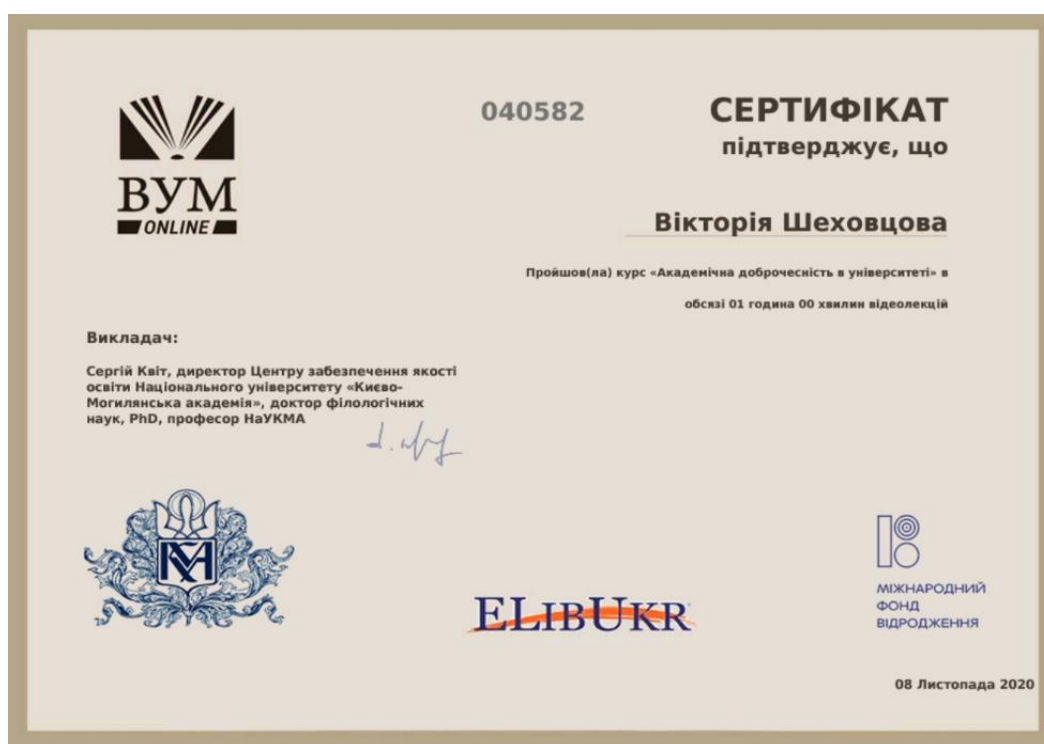 ВУМ
ONLINE
040582
СЕРТИФІКАТ
підтверджує, що
Вікторія Шеховцова
Пройшов(ла) курс «Академічна доброчесність в університеті» в
обсязі 01 година 00 хвилин відеолекцій
Викладач:
Сергій Квіт, директор Центру забезпечення якості
освіти Національного університету «Києво-
Могилянська академія», доктор філологічних
наук, PhD, професор НаУКМА
КМА
ELIBUKR
МІЖНАРОДНИЙ
ФОНД
ВІДРОДЖЕННЯ
08 Листопада 2020